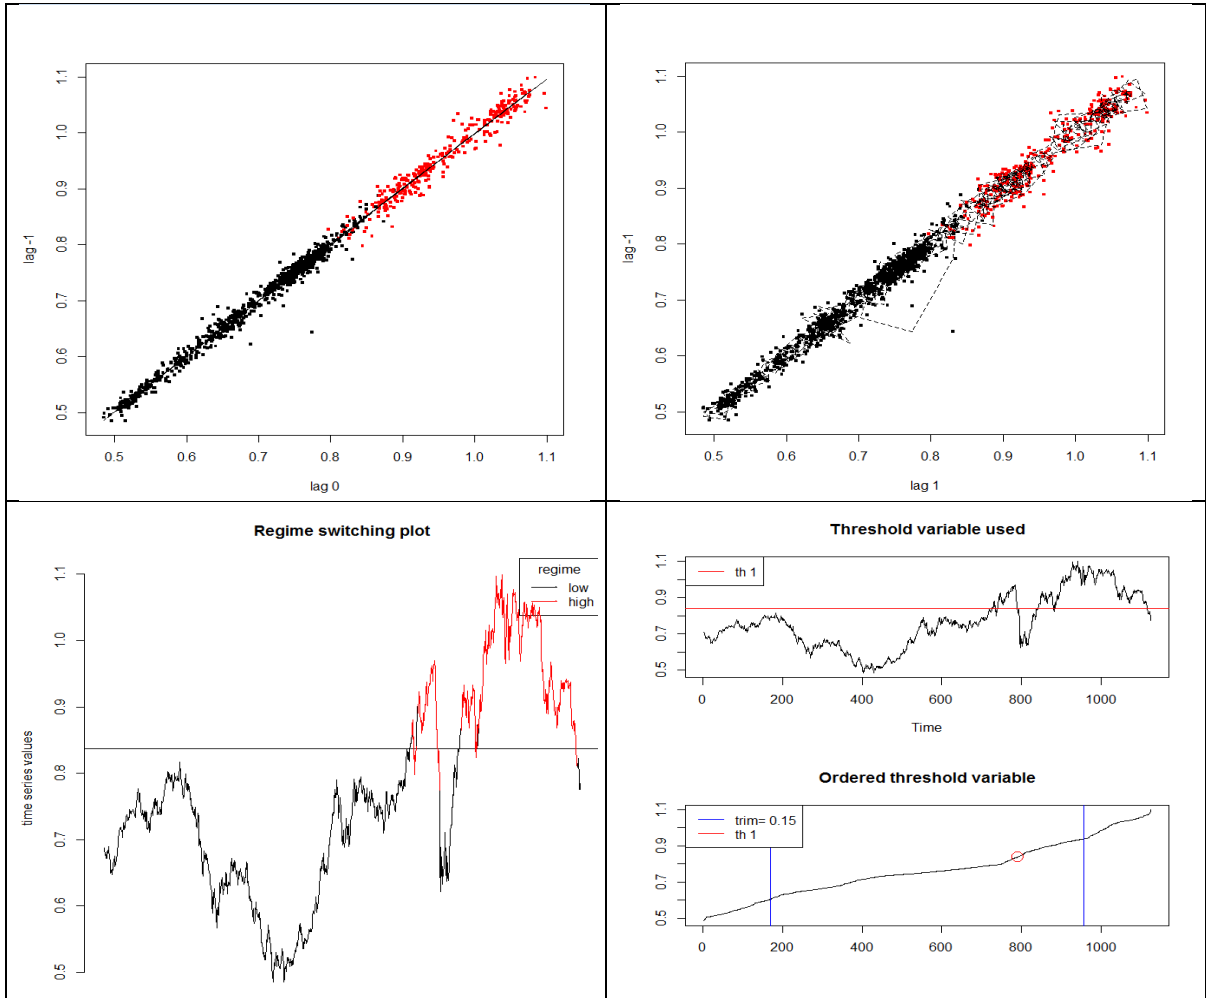 1.1
1.0
0.9
0.8
0.7
0.6
0.5
lag -1
0.5 0.6 0.7 0.8 0.9 1.0 1.1
lag 0
1.1
1.0
0.9
0.8
0.7
0.6
0.5
lag -1
0.5 0.6 0.7 0.8 0.9 1.0 1.1
lag 1
Regime switching plot
regime
low
high
1.1
1.0
0.9
0.8
0.7
0.6
0.5
time series values
Threshold variable used
th 1
1.1
0.9
0.7
0.5
0 200 400 600 800 1000
Time
Ordered threshold variable
trim= 0.15
th 1
1.1
0.9
0.7
0.5
0 200 400 600 800 1000